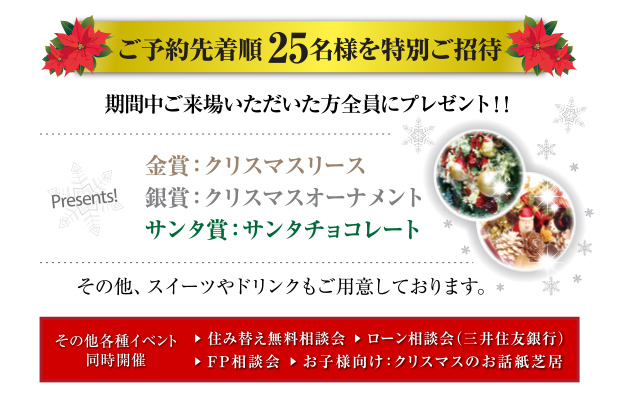 ご予約先着順 25名様を特別ご招待
期間中ご来場いただいた方全員にプレゼント!!
Presents!
金賞：クリスマスリース
銀賞：クリスマスオーナメント
サンタ賞：サンタチョコレート
その他、スイーツやドリンクもご用意しております。
その他各種イベント
同時開催
▶ 住み替え無料相談会 ▶ ローン相談会（三井住友銀行）
▶ FP相談会 ▶ お子様向け：クリスマスのお話紙芝居